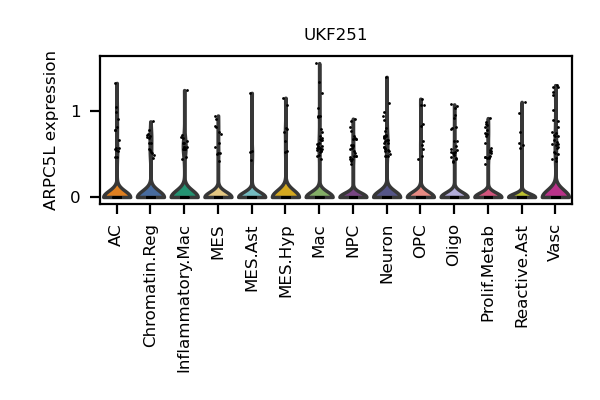 UKF251
ARPC5L expression
1
0
AC
Chromatin.Reg
Inflammatory.Mac
MES
MES.Ast
MES.Hyp
Mac
NPC
Neuron
OPC
Oligo
Prolif.Metab
Reactive.Ast
Vasc